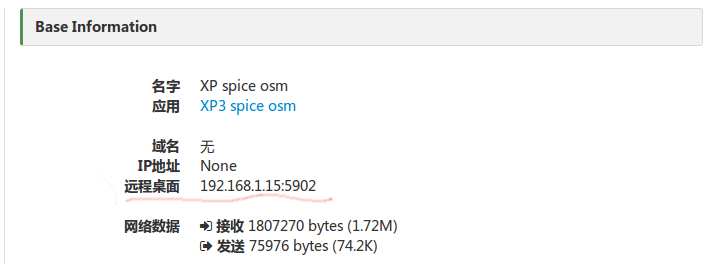 Base Information
名字 XP spice osm
应用 XP3 spice osm
域名 无
IP地址 None
远程桌面 192.168.1.15:5902
网络数据 接收 1807270 bytes (1.72M)
发送 75976 bytes (74.2K)